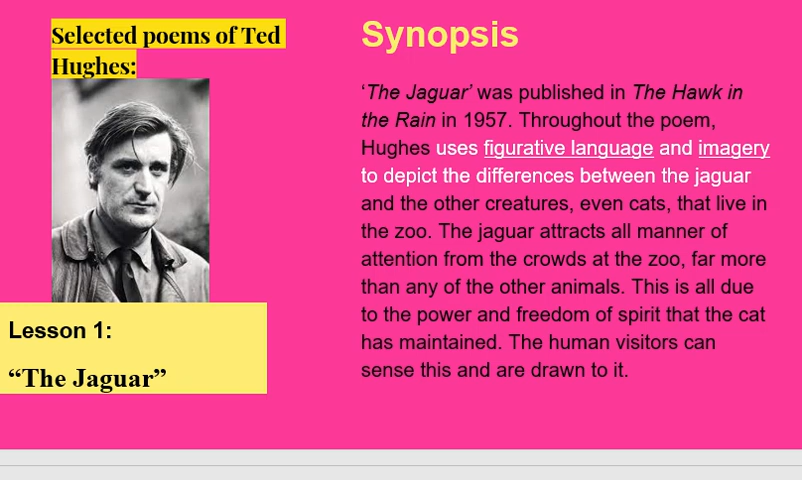 Selected poems of Ted
Hughes:
Lesson 1:
“The Jaguar”
Synopsis
‘The Jaguar’ was published in The Hawk in
the Rain in 1957. Throughout the poem,
Hughes uses figurative language and imagery
to depict the differences between the jaguar
and the other creatures, even cats, that live in
the zoo. The jaguar attracts all manner of
attention from the crowds at the zoo, far more
than any of the other animals. This is all due
to the power and freedom of spirit that the cat
has maintained. The human visitors can
sense this and are drawn to it.